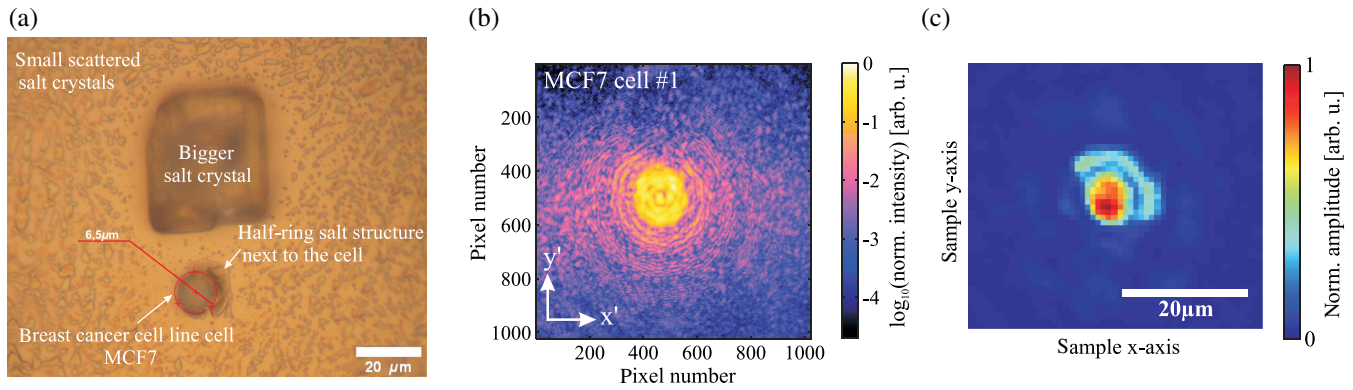 (a)
Small scattered
salt crystals
Bigger
salt crystal
6,5µm
Half-ring salt structure
next to the cell
Breast cancer cell line cell
MCF7
20 µm
(b)
MCF7 cell #1
Pixel number
200
400
600
800
1000
y'
x'
200 400 600 800 1000
Pixel number
0
-1
-2
-3
-4
log₁₀(norm. intensity) [arb. u.]
(c)
Sample y-axis
20µm
Sample x-axis
1
0
Norm. amplitude [arb. u.]